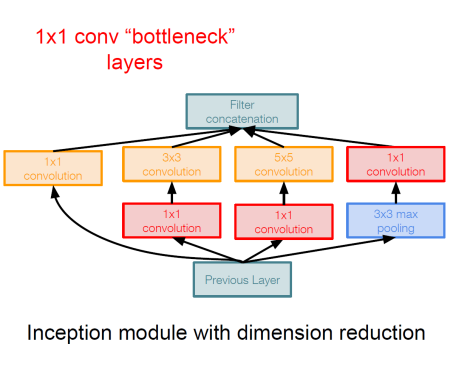 1x1 conv “bottleneck”
layers
Filter
concatenation
1x1
convolution
3x3
convolution
5x5
convolution
1x1
convolution
1x1
convolution
1x1
convolution
3x3 max
pooling
Previous Layer
Inception module with dimension reduction